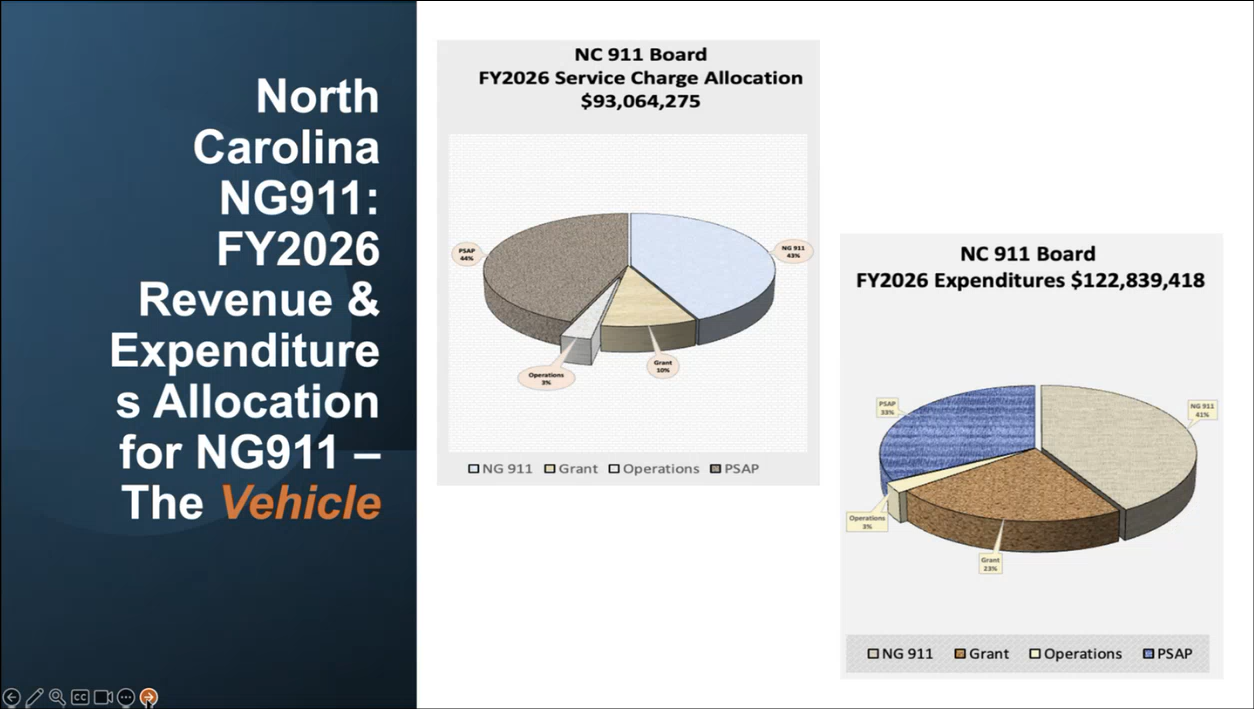 North
Carolina
NG911:
FY2026
Revenue &
Expenditure
s Allocation
for NG911 –
The Vehicle
NC 911 Board
FY2026 Service Charge Allocation
$93,064,275
PSAP
44%
NG 911
43%
Operations
3%
Grant
10%
NG 911 Grant Operations PSAP
NC 911 Board
FY2026 Expenditures $122,839,418
PSAP
33%
NG 911
41%
Operations
3%
Grant
23%
NG 911 Grant Operations PSAP
CC